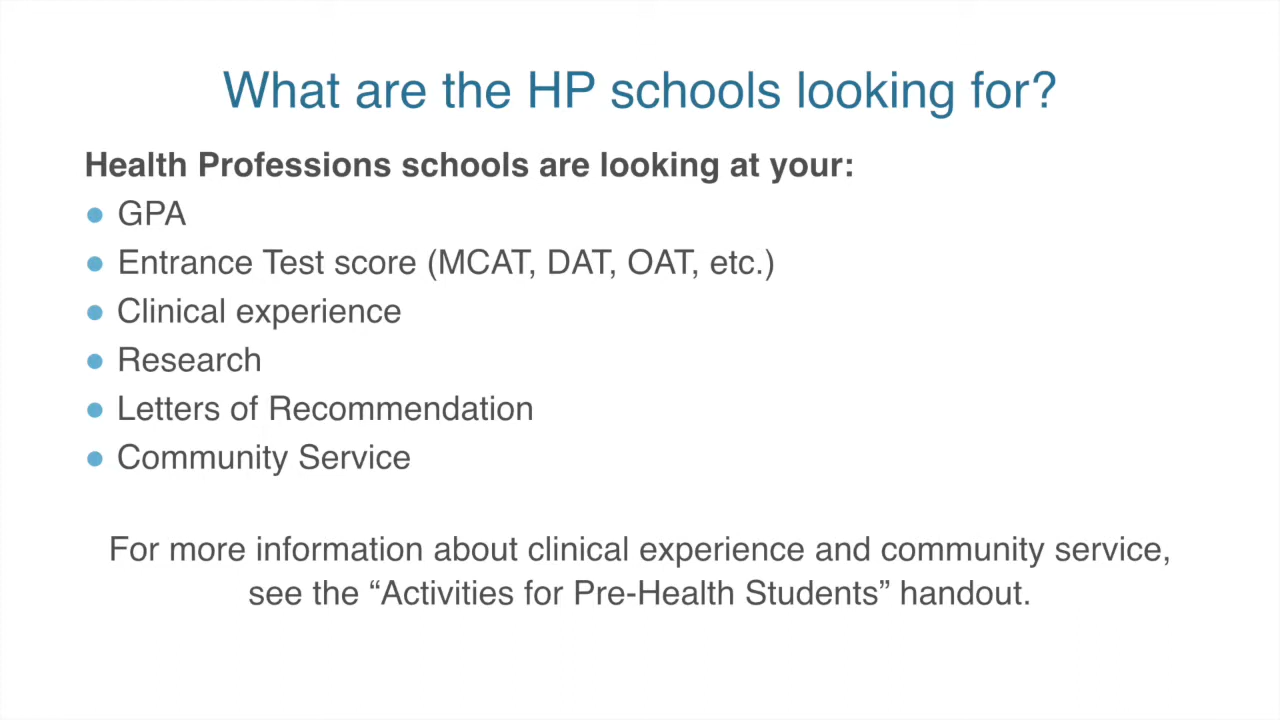 What are the HP schools looking for?
Health Professions schools are looking at your:
● GPA
● Entrance Test score (MCAT, DAT, OAT, etc.)
● Clinical experience
● Research
● Letters of Recommendation
● Community Service
For more information about clinical experience and community service,
see the “Activities for Pre-Health Students” handout.